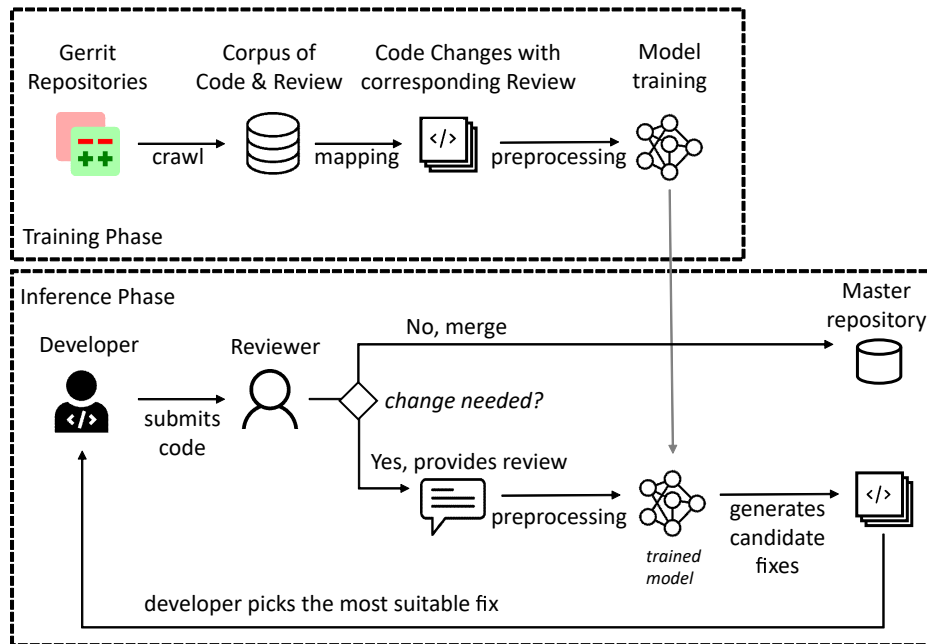 Gerrit
Repositories
Corpus of
Code & Review
Code Changes with
corresponding Review
Model
training
</>
crawl
mapping
preprocessing
Training Phase
Inference Phase
Master
repository
No, merge
Developer
Reviewer
</>
submits
code
change needed?
Yes, provides review
preprocessing
trained
model
generates
candidate
fixes
</>
developer picks the most suitable fix